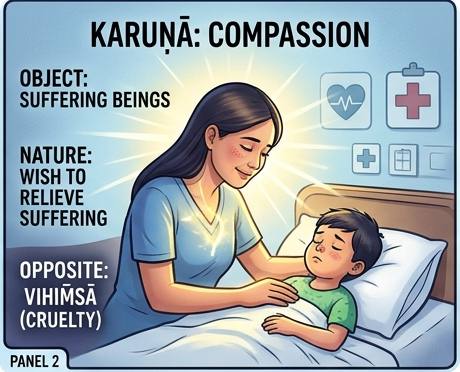 KARUṆĀ: COMPASSION
OBJECT:
SUFFERING BEINGS
NATURE:
WISH TO
RELIEVE
SUFFERING
OPPOSITE:
VIHIṀSĀ
(CRUELTY)
PANEL 2